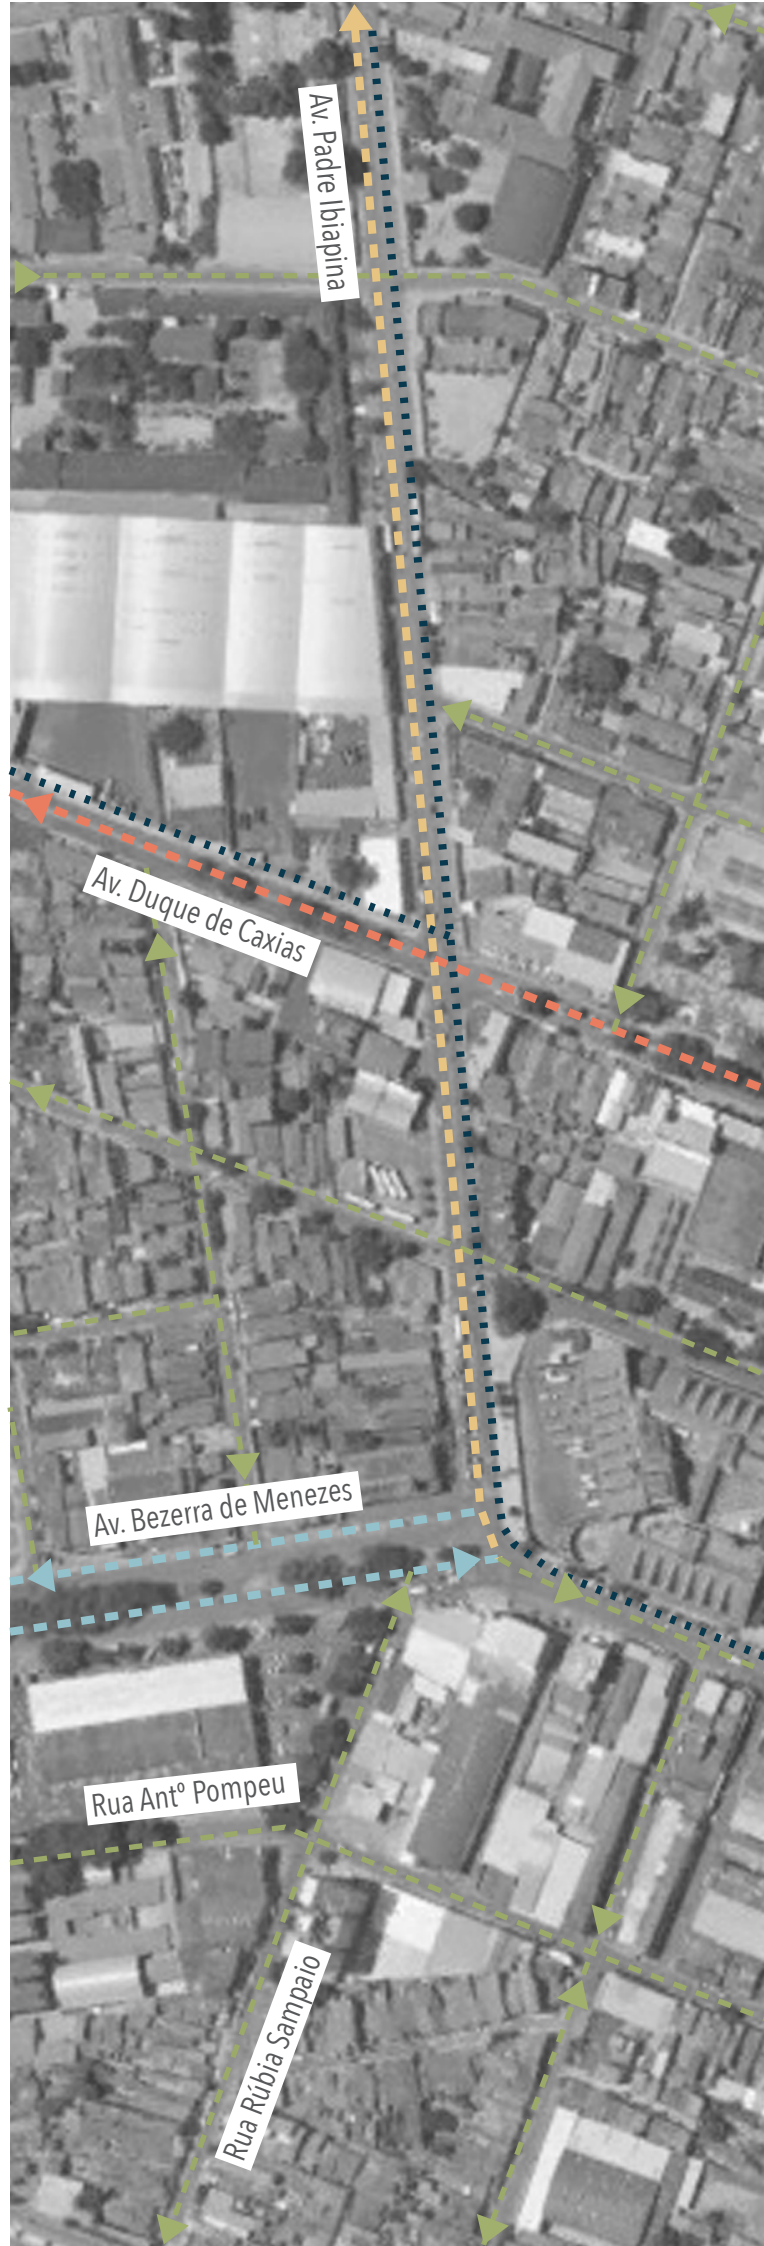 Av. Padre Ibiapina
Av. Duque de Caxias
Av. Bezerra de Menezes
Rua Antº Pompeu
Rua Rúbia Sampaio